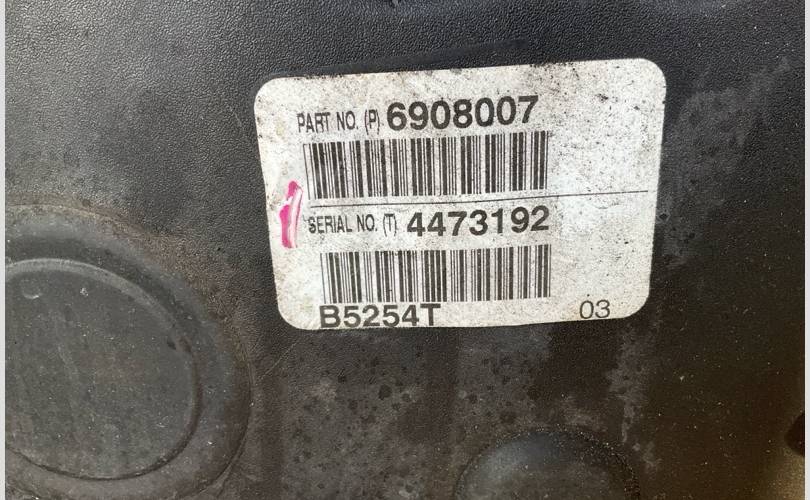 PART NO. (P) 6908007
SERIAL NO. (T) 4473192
B5254T 03